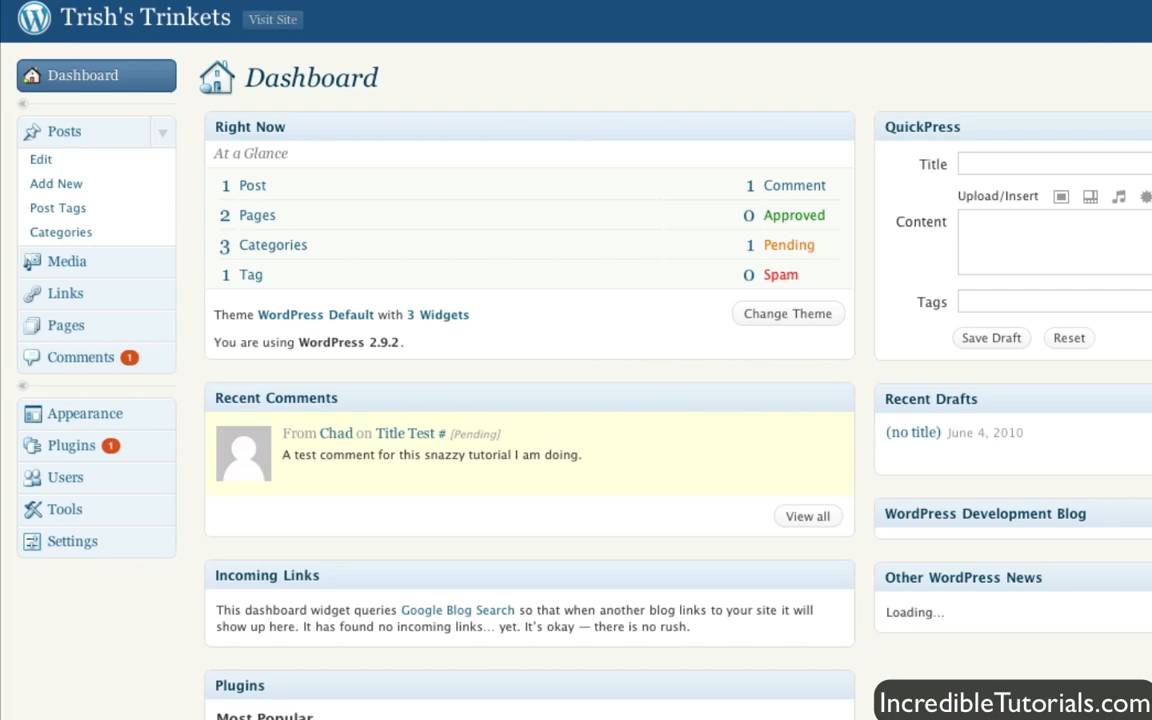 Trish's Trinkets Visit Site
Dashboard
Posts
Edit
Add New
Post Tags
Categories
Media
Links
Pages
Comments 1
Appearance
Plugins 1
Users
Tools
Settings
Dashboard
Right Now
At a Glance
1 Post 1 Comment
2 Pages 0 Approved
3 Categories 1 Pending
1 Tag 0 Spam
Theme WordPress Default with 3 Widgets Change Theme
You are using WordPress 2.9.2.
Recent Comments
From Chad on Title Test # [Pending]
A test comment for this snazzy tutorial I am doing.
View all
Incoming Links
This dashboard widget queries Google Blog Search so that when another blog links to your site it will
show up here. It has found no incoming links... yet. It's okay — there is no rush.
Plugins
Most Popular
QuickPress
Title
Upload/Insert
Content
Tags
Save Draft Reset
Recent Drafts
(no title) June 4, 2010
WordPress Development Blog
Other WordPress News
Loading...
IncredibleTutorials.com